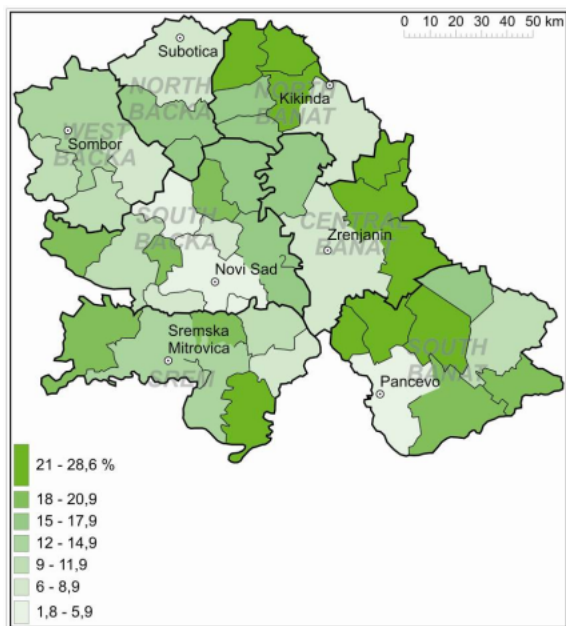 0 10 20 30 40 50 km
Subotica
NORTH
BACKA
Kikinda
NORTH
BANAT
WEST
BACKA
Sombor
SOUTH
BACKA
Novi Sad
CENTRAL
BANAT
Zrenjanin
Sremska
Mitrovica
SREM
SOUTH
BANAT
Pancevo
21 - 28,6 %
18 - 20,9
15 - 17,9
12 - 14,9
9 - 11,9
6 - 8,9
1,8 - 5,9